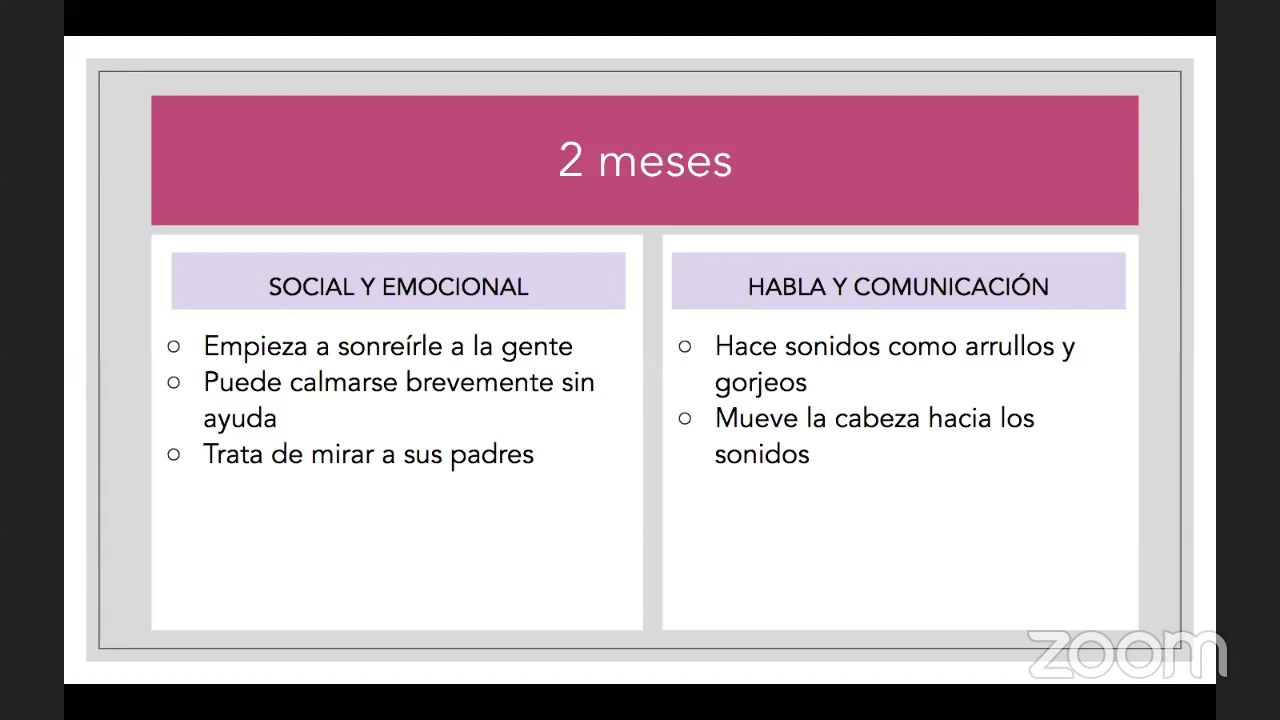 2 meses
SOCIAL Y EMOCIONAL
○ Empieza a sonreírle a la gente
○ Puede calmarse brevemente sin
ayuda
○ Trata de mirar a sus padres
HABLA Y COMUNICACIÓN
○ Hace sonidos como arrullos y
gorjeos
○ Mueve la cabeza hacia los
sonidos
zoom